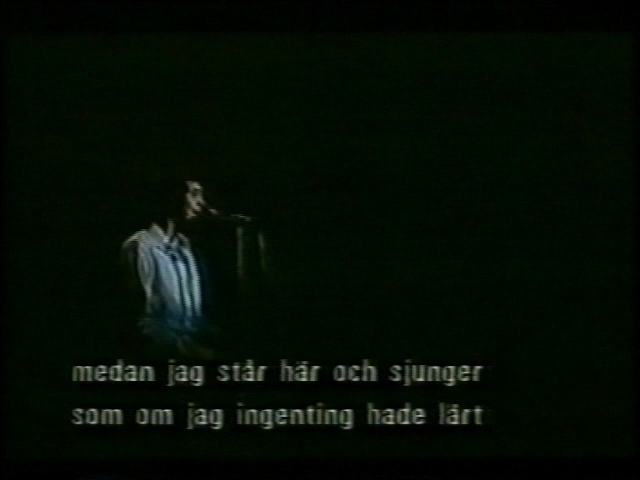 medan jag står här och sjunger
som om jag ingenting hade lärt